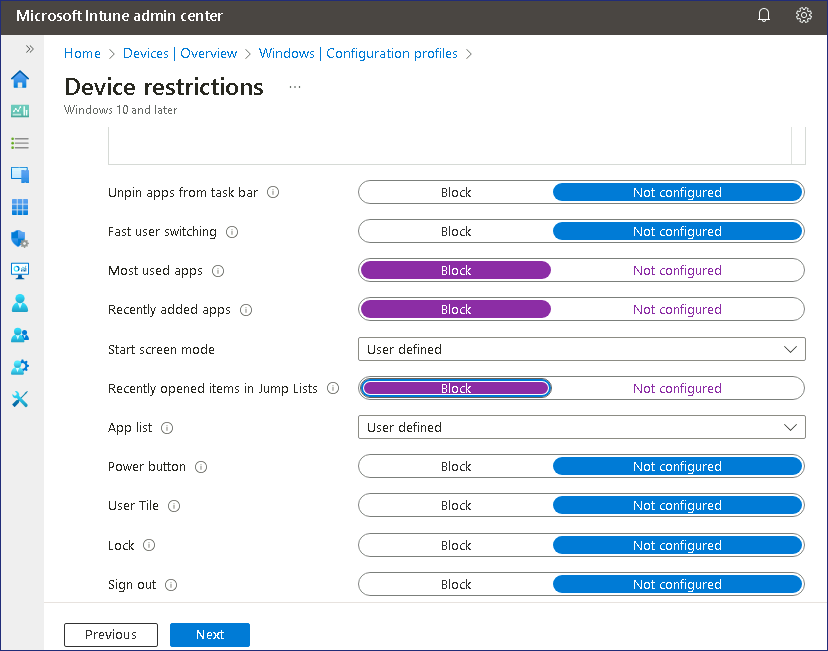 Microsoft Intune admin center
Home > Devices | Overview > Windows | Configuration profiles >
Device restrictions ...
Windows 10 and later
Unpin apps from task bar Block Not configured
Fast user switching Block Not configured
Most used apps Block Not configured
Recently added apps Block Not configured
Start screen mode User defined
Recently opened items in Jump Lists Block Not configured
App list User defined
Power button Block Not configured
User Tile Block Not configured
Lock Block Not configured
Sign out Block Not configured
Previous Next